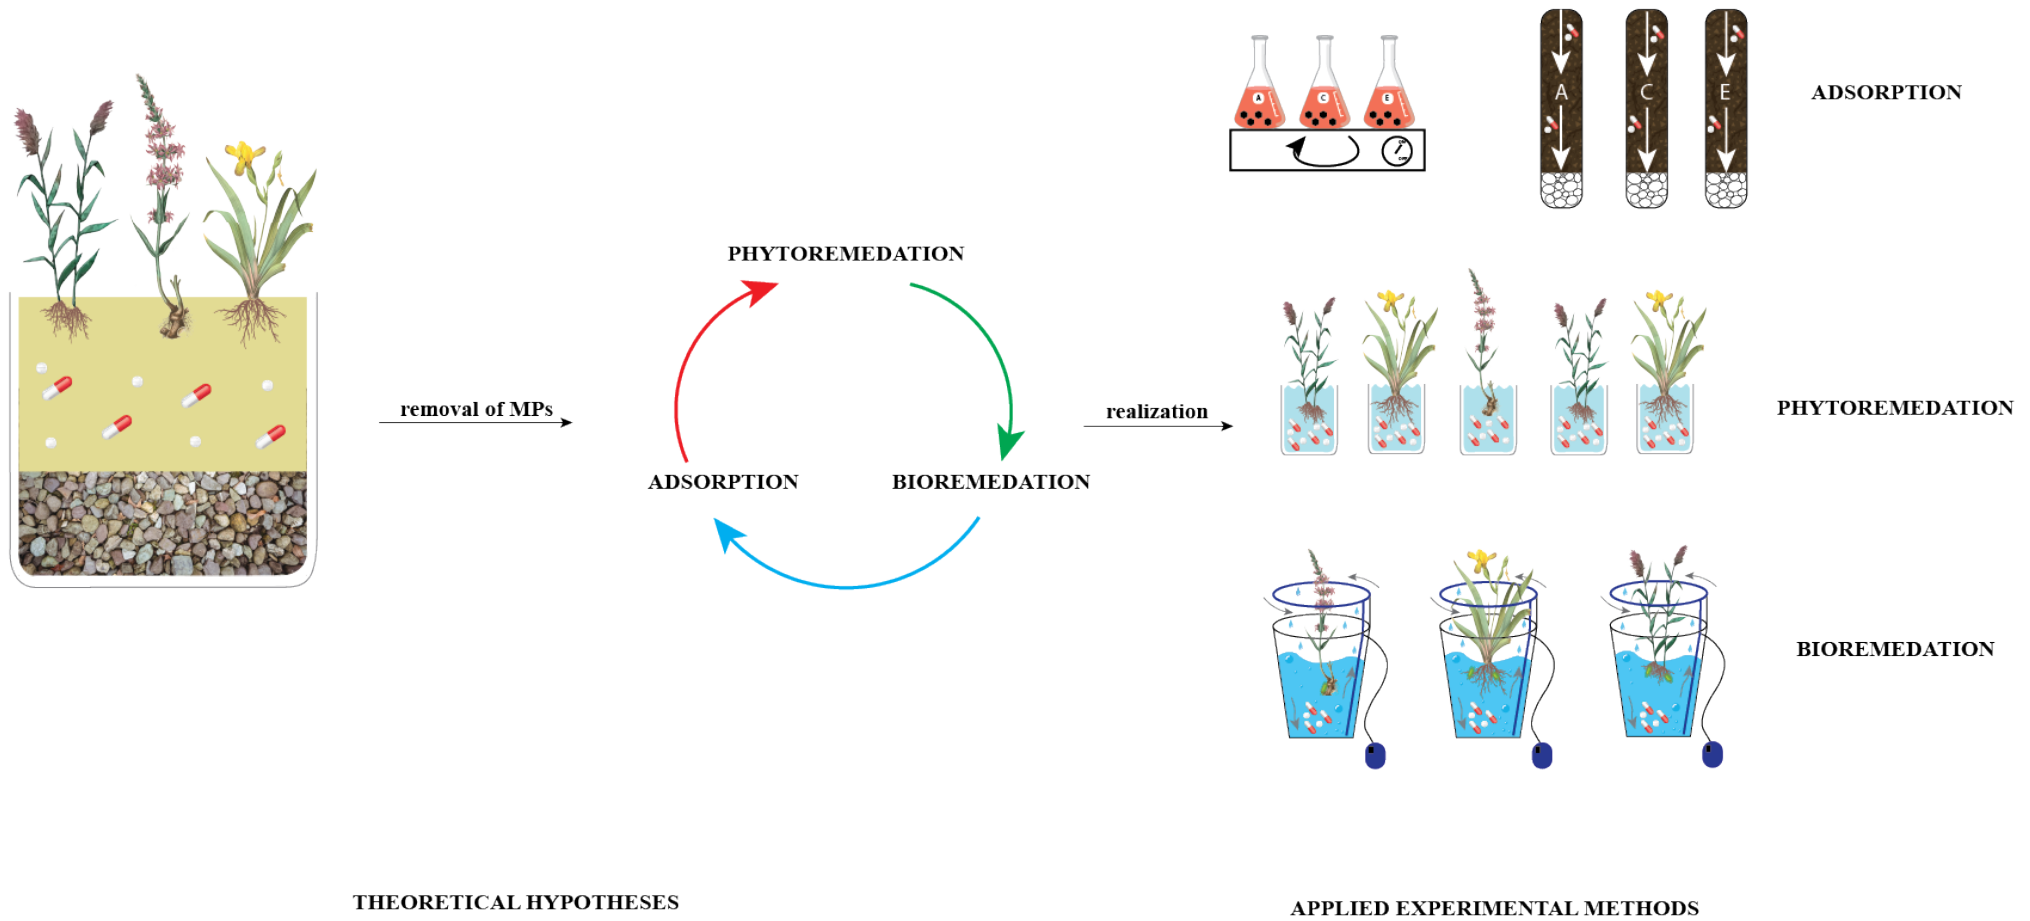 A
C
E
A
C
E
ADSORPTION
PHYTOREMEDATION
removal of MPs
realization
ADSORPTION
BIOREMEDATION
PHYTOREMEDATION
BIOREMEDATION
THEORETICAL HYPOTHESES
APPLIED EXPERIMENTAL METHODS